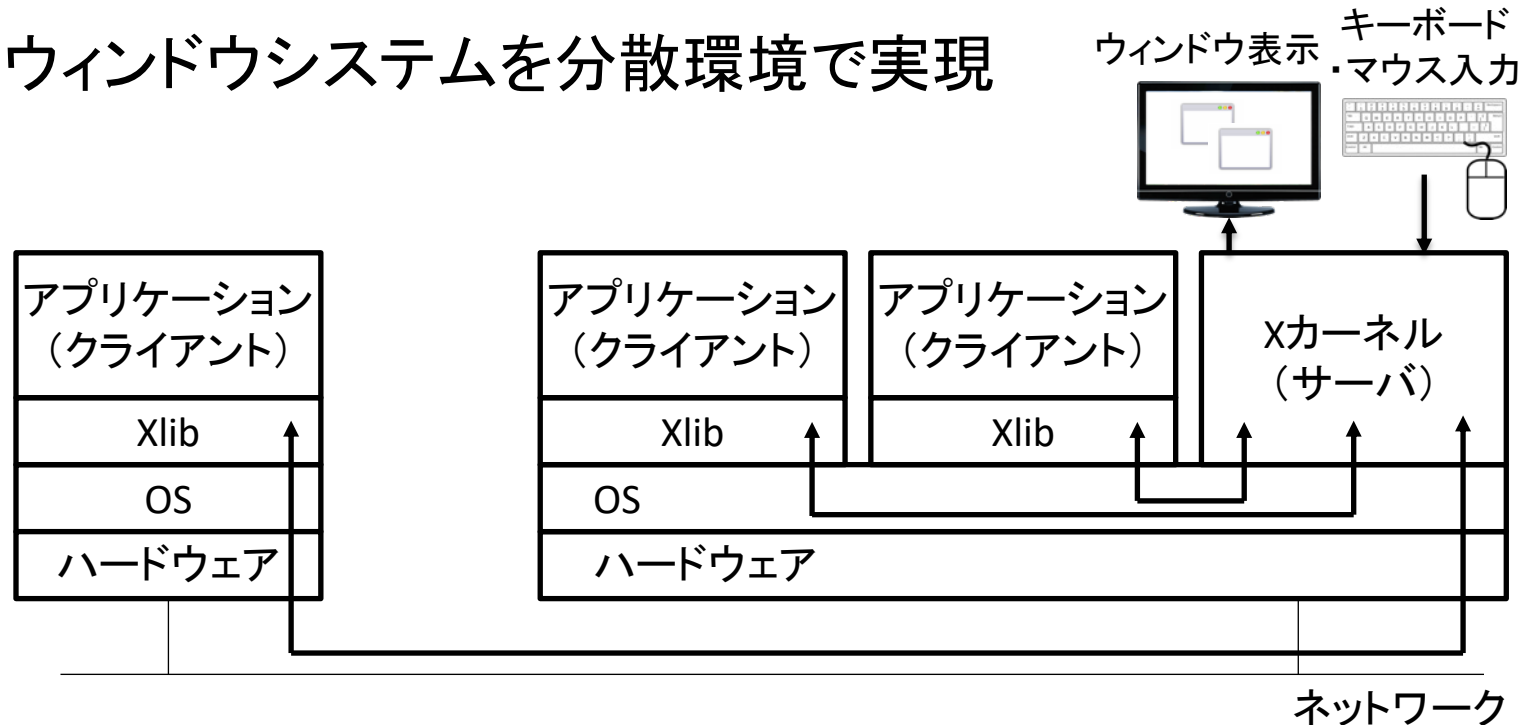 ウィンドウシステムを分散環境で実現
ウィンドウ表示
キーボード
・マウス入力
アプリケーション
（クライアント）
Xlib
OS
ハードウェア
アプリケーション
（クライアント）
Xlib
アプリケーション
（クライアント）
Xlib
Xカーネル
（サーバ）
OS
ハードウェア
ネットワーク